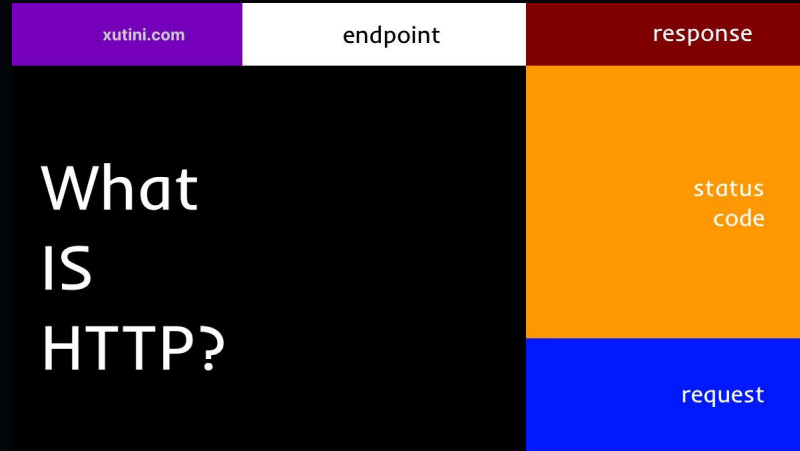 xutini.com
endpoint
response
What
IS
HTTP?
status
code
request